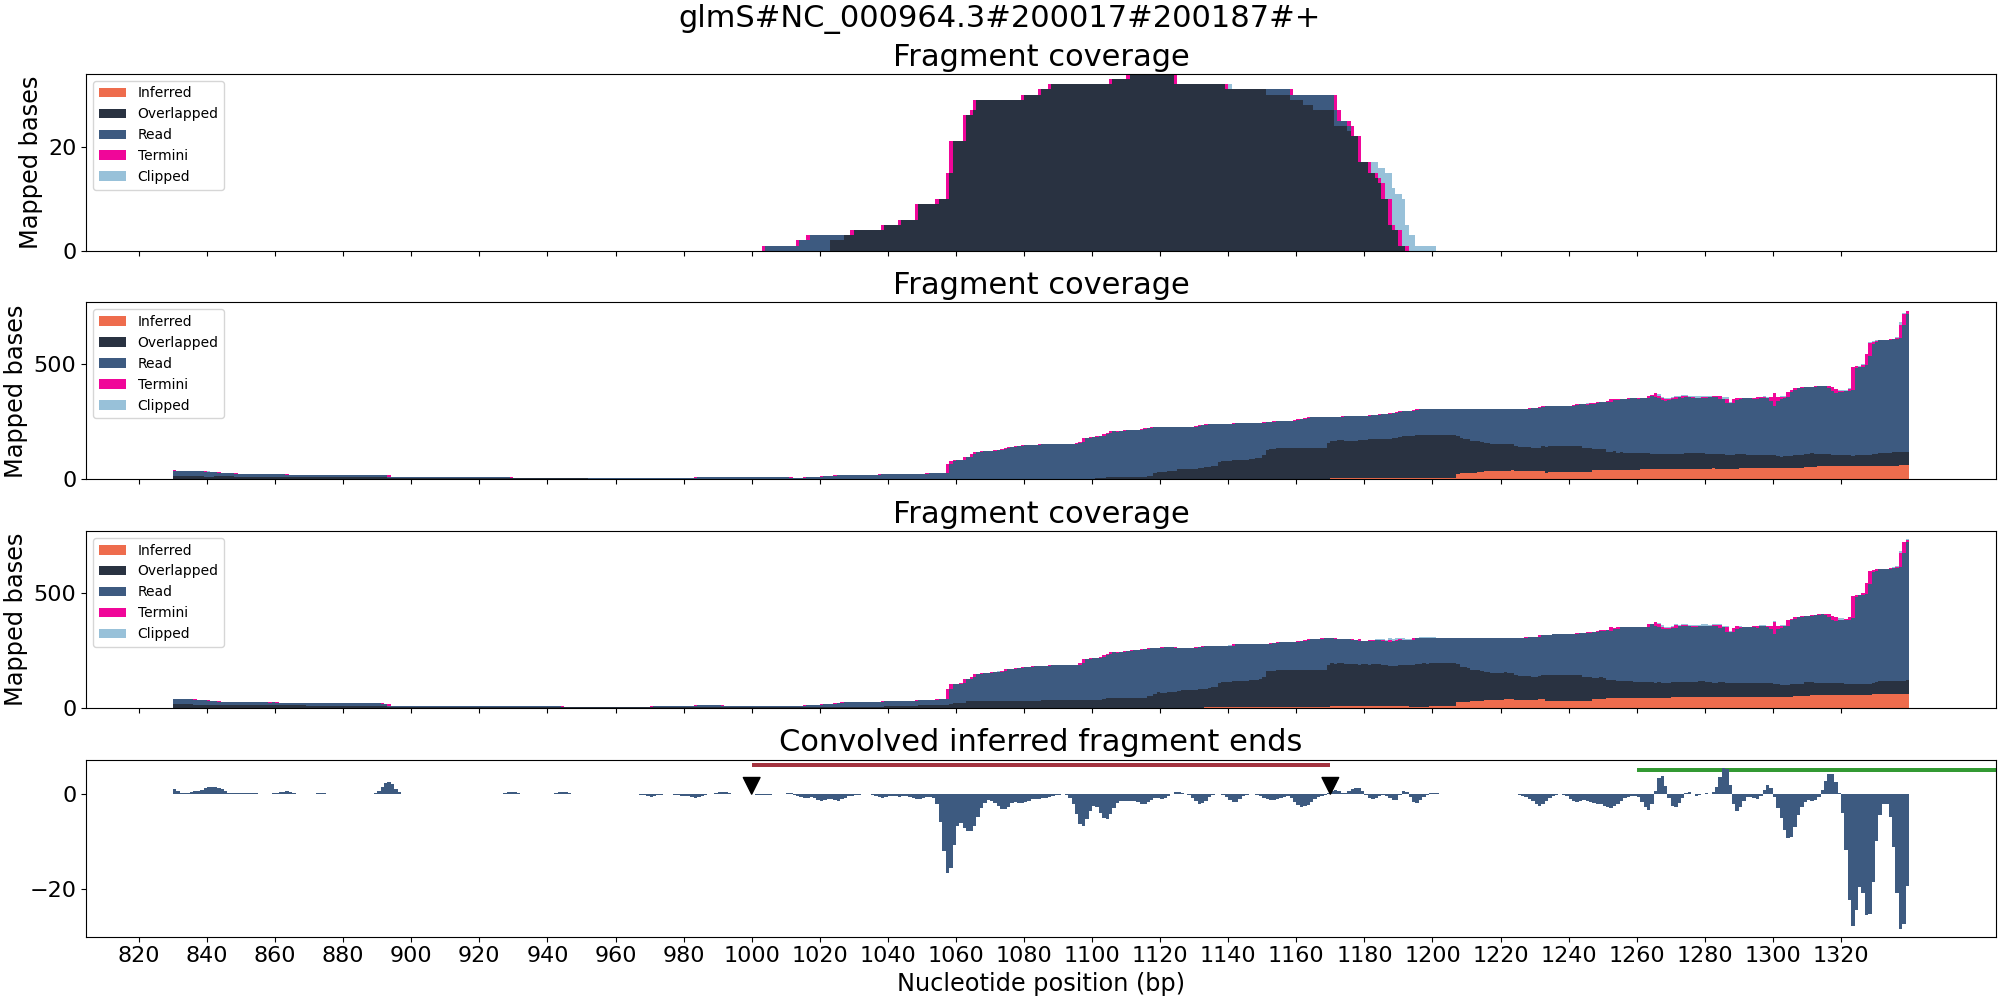 glmS#NC_000964.3#200017#200187#+
Fragment coverage
Mapped bases
20
0
Inferred
Overlapped
Read
Termini
Clipped
Fragment coverage
Mapped bases
500
0
Inferred
Overlapped
Read
Termini
Clipped
Fragment coverage
Mapped bases
500
0
Inferred
Overlapped
Read
Termini
Clipped
Convolved inferred fragment ends
0
−20
820 840 860 880 900 920 940 960 980 1000 1020 1040 1060 1080 1100 1120 1140 1160 1180 1200 1220 1240 1260 1280 1300 1320
Nucleotide position (bp)